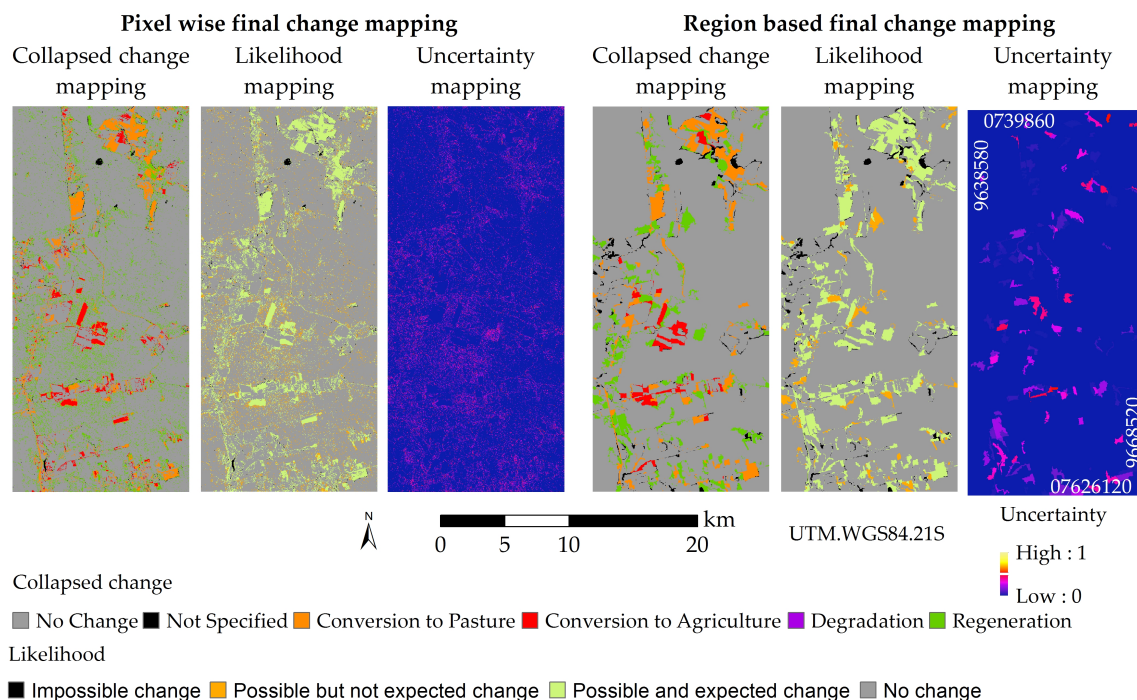 Pixel wise final change mapping
Region based final change mapping
Collapsed change mapping
Likelihood mapping
Uncertainty mapping
Collapsed change mapping
Likelihood mapping
Uncertainty mapping
0739860
9638580
9668520
07626120
N
0 5 10 20 km
UTM.WGS84.21S
Uncertainty
High : 1
Low : 0
Collapsed change
No Change Not Specified Conversion to Pasture Conversion to Agriculture Degradation Regeneration
Likelihood
Impossible change Possible but not expected change Possible and expected change No change